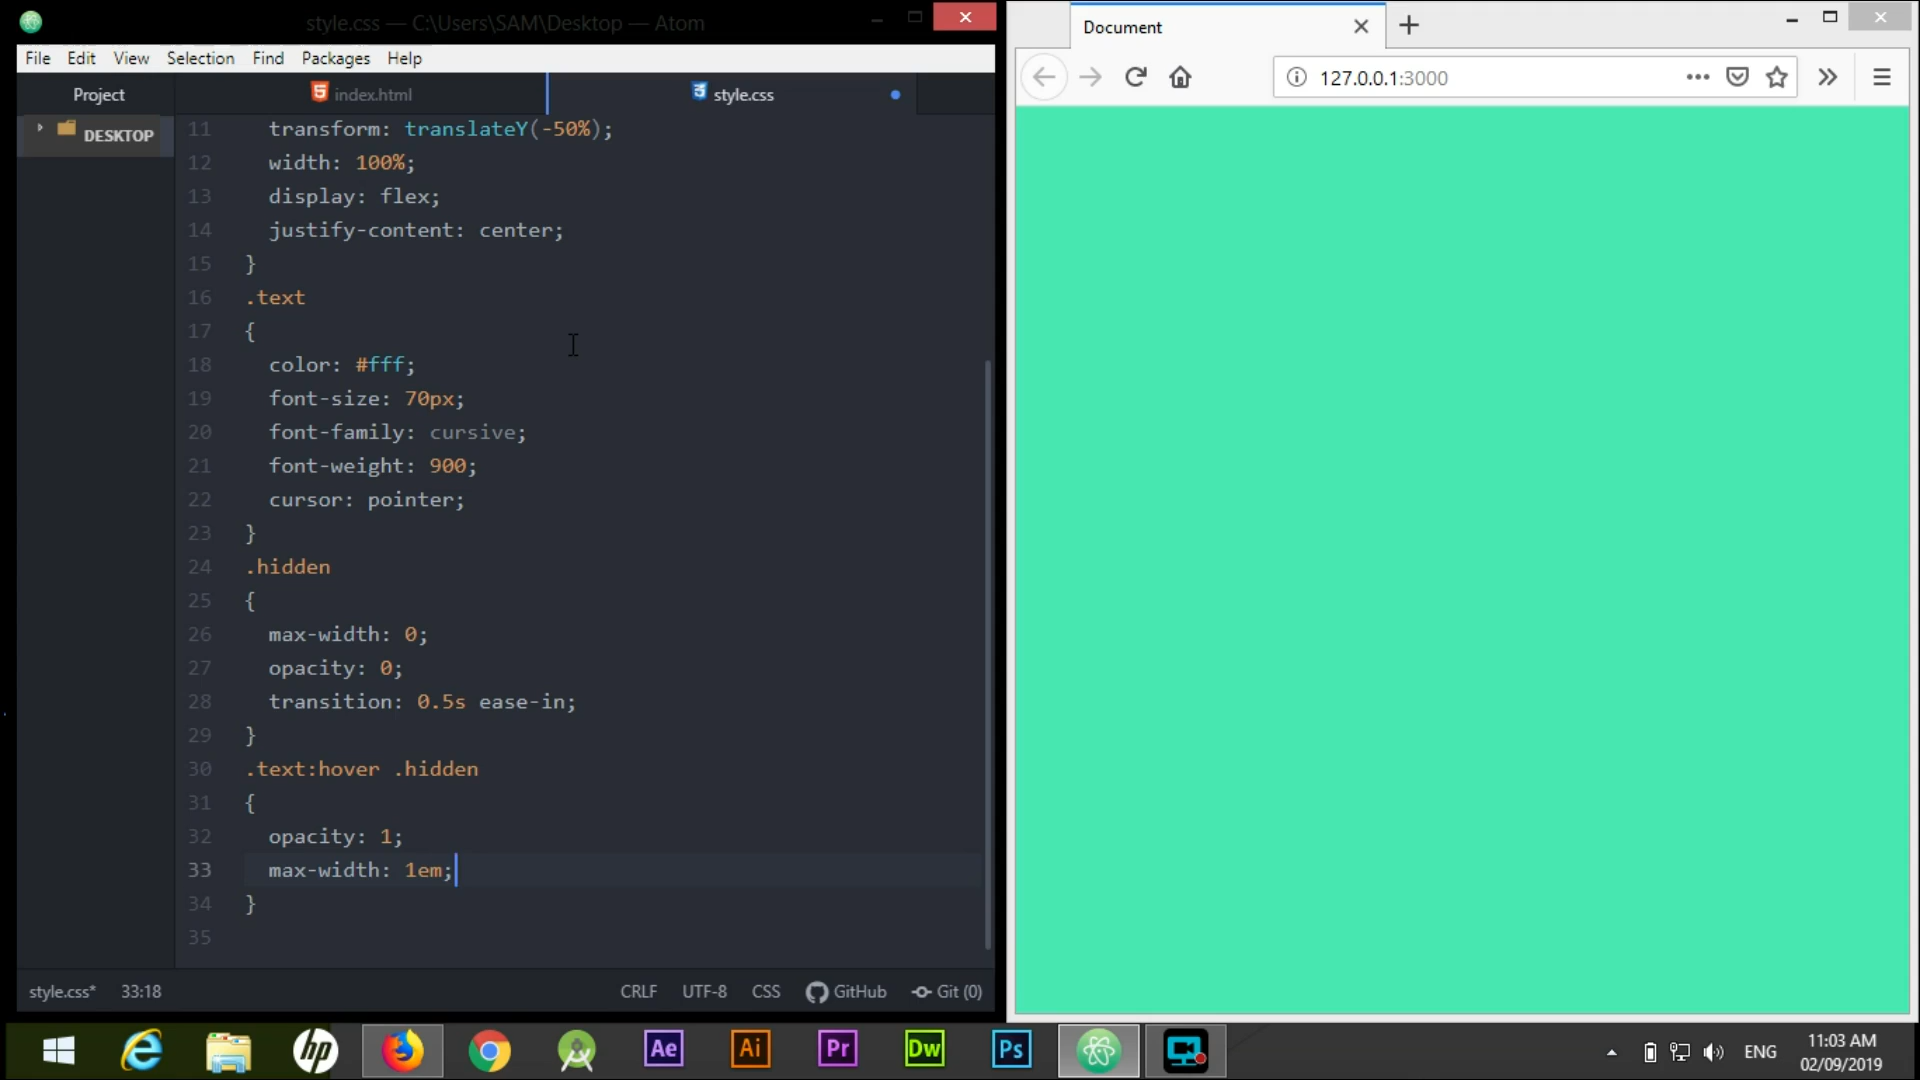 style.css — C:\Users\SAM\Desktop — Atom
File Edit View Selection Find Packages Help
Project
DESKTOP
index.html
style.css
11 transform: translateY(-50%);
12 width: 100%;
13 display: flex;
14 justify-content: center;
15 }
16 .text
17 {
18 color: #fff;
19 font-size: 70px;
20 font-family: cursive;
21 font-weight: 900;
22 cursor: pointer;
23 }
24 .hidden
25 {
26 max-width: 0;
27 opacity: 0;
28 transition: 0.5s ease-in;
29 }
30 .text:hover .hidden
31 {
32 opacity: 1;
33 max-width: 1em;
34 }
35
style.css* 33:18 CRLF UTF-8 CSS GitHub Git (0)
Document
127.0.0.1:3000
hp Ae Ai Pr Dw Ps
ENG
11:03 AM
02/09/2019